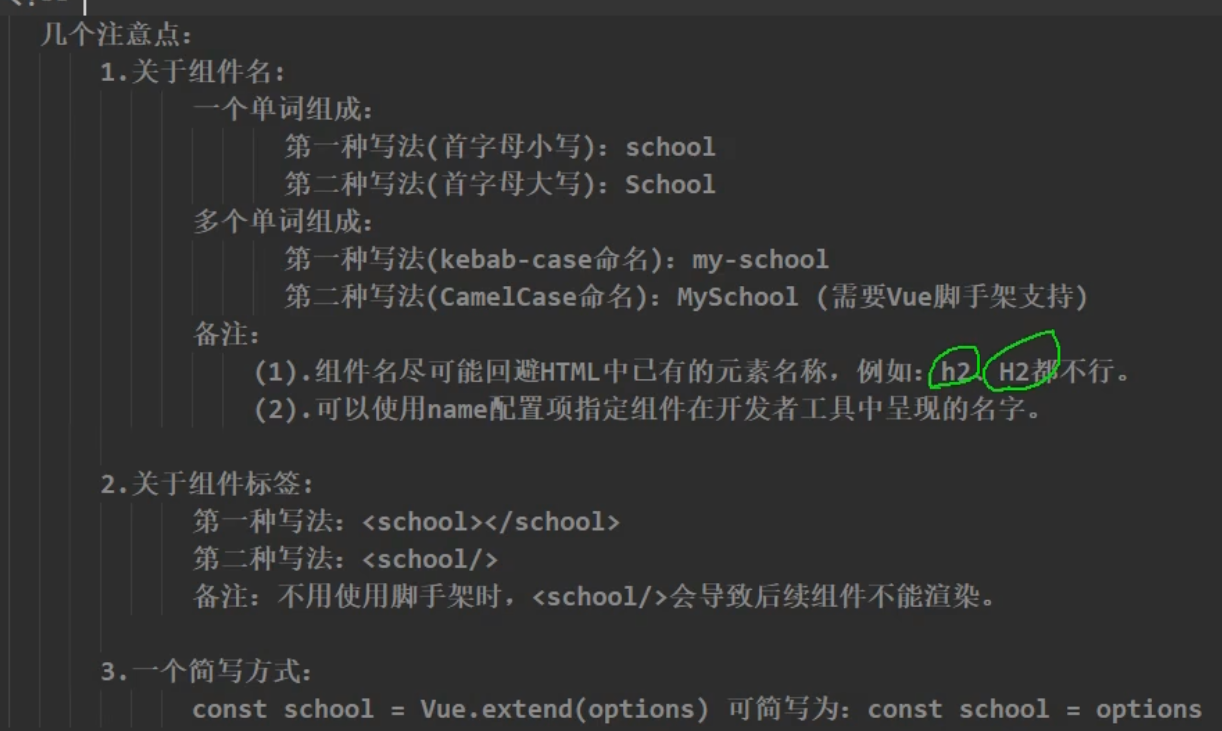 几个注意点：
1.关于组件名：
一个单词组成：
第一种写法(首字母小写)：school
第二种写法(首字母大写)：School
多个单词组成：
第一种写法(kebab-case命名)：my-school
第二种写法(CamelCase命名)：MySchool (需要Vue脚手架支持)
备注：
(1).组件名尽可能回避HTML中已有的元素名称，例如：h2、H2都不行。
(2).可以使用name配置项指定组件在开发者工具中呈现的名字。
2.关于组件标签：
第一种写法：<school></school>
第二种写法：<school/>
备注：不用使用脚手架时，<school/>会导致后续组件不能渲染。
3.一个简写方式：
const school = Vue.extend(options) 可简写为：const school = options